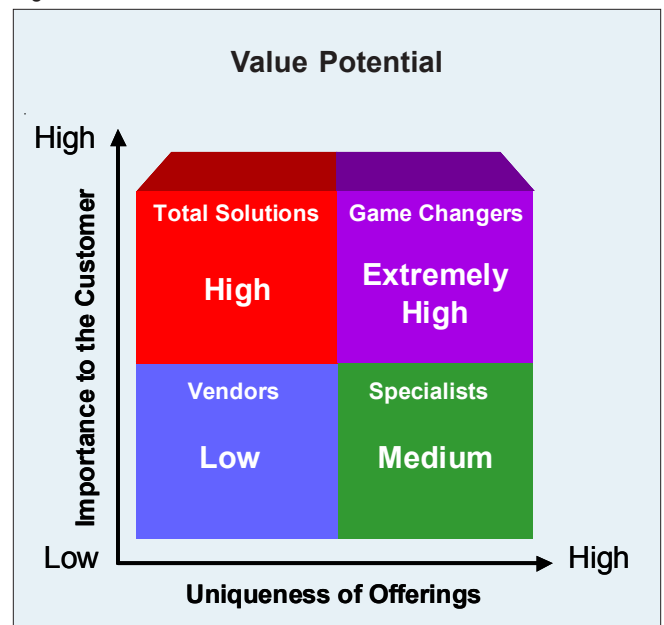 Value Potential
High
Importance to the Customer
Total Solutions
High
Game Changers
Extremely
High
Vendors
Low
Specialists
Medium
Low
High
Uniqueness of Offerings